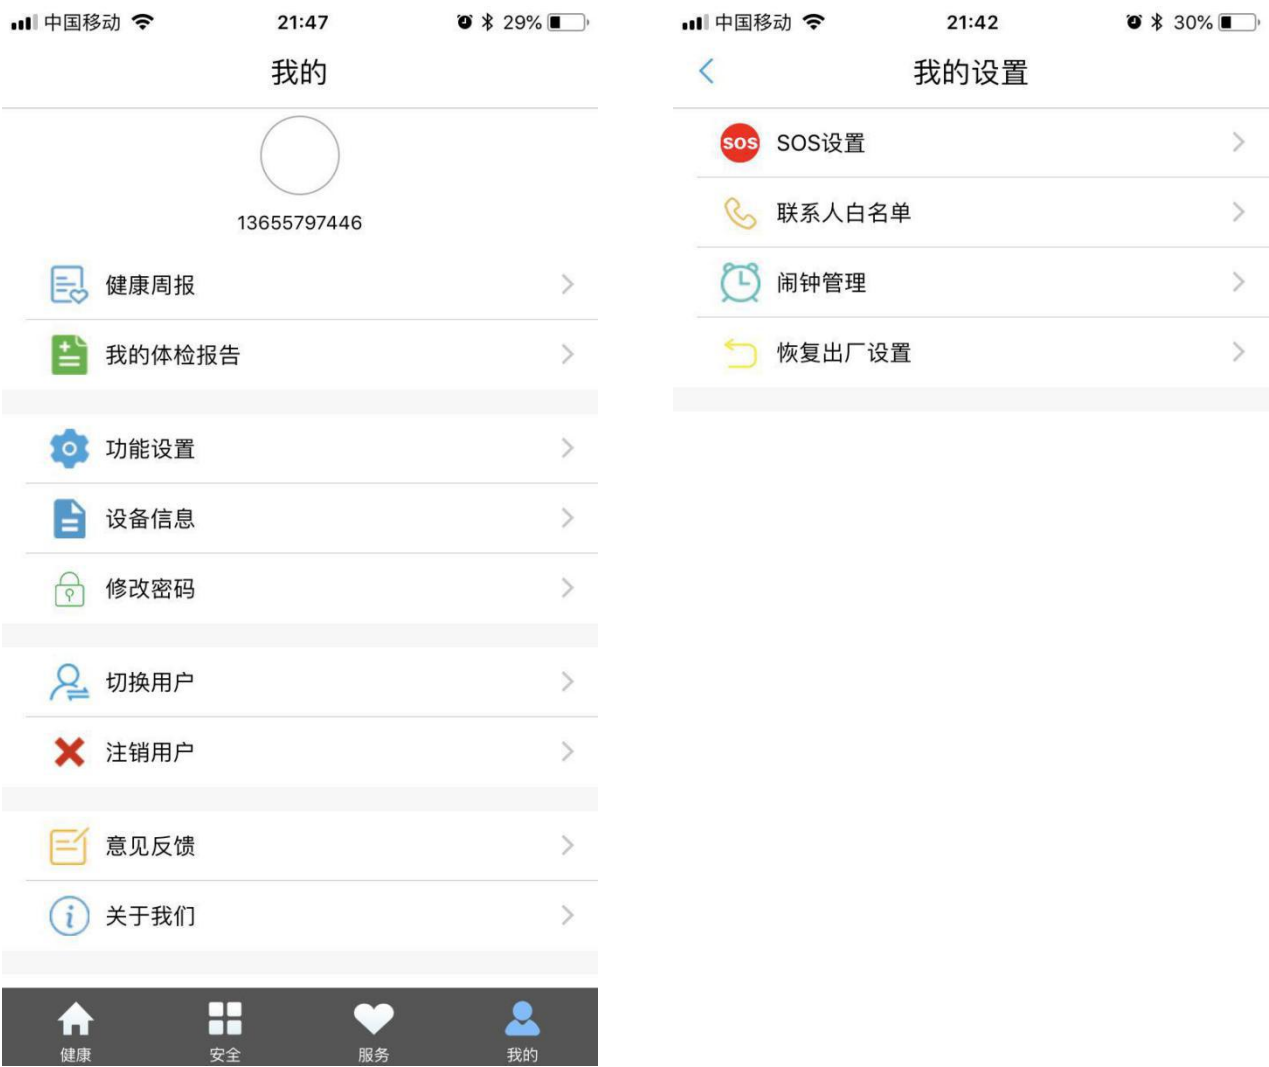 中国移动 21:47 29%
我的
13655797446
健康周报
我的体检报告
功能设置
设备信息
修改密码
切换用户
注销用户
意见反馈
关于我们
健康 安全 服务 我的
中国移动 21:42 30%
我的设置
sos SOS设置
联系人白名单
闹钟管理
恢复出厂设置